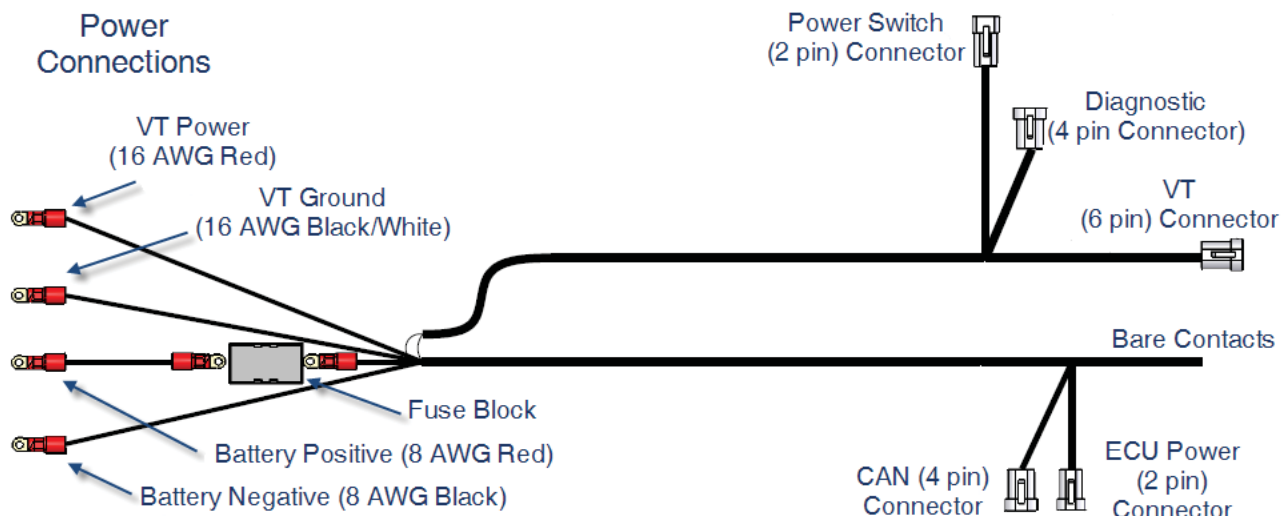 Power
Connections
VT Power
(16 AWG Red)
VT Ground
(16 AWG Black/White)
Power Switch
(2 pin) Connector
Diagnostic
(4 pin Connector)
VT
(6 pin) Connector
Bare Contacts
Fuse Block
Battery Positive (8 AWG Red)
Battery Negative (8 AWG Black)
CAN (4 pin)
Connector
ECU Power
(2 pin)
Connector